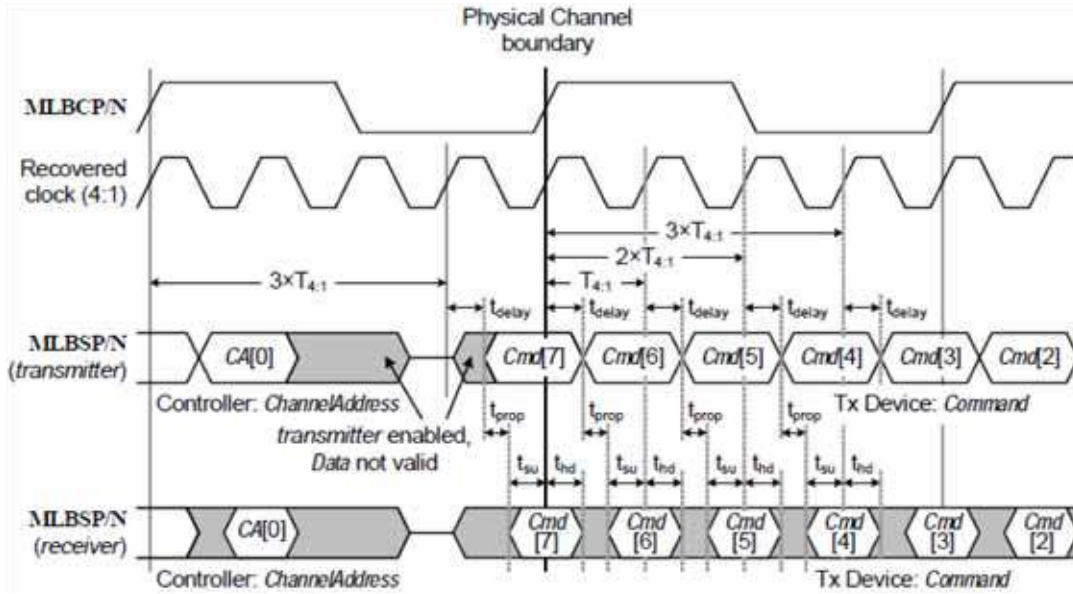 Physical Channel
boundary
MLBCP/N
Recovered
clock (4:1)
3×T4:1
2×T4:1
3×T4:1
T4:1
tdelay
tdelay
tdelay
tdelay
tdelay
MLBSP/N
(transmitter)
CA[0]
Cmd[7]
Cmd[6]
Cmd[5]
Cmd[4]
Cmd[3]
Cmd[2]
Controller: ChannelAddress
Tx Device: Command
transmitter enabled,
Data not valid
tprop
tprop
tprop
tprop
tsu
thd
tsu
thd
tsu
thd
tsu
thd
MLBSP/N
(receiver)
CA[0]
Cmd
[7]
Cmd
[6]
Cmd
[5]
Cmd
[4]
Cmd
[3]
Cmd
[2]
Controller: ChannelAddress
Tx Device: Command